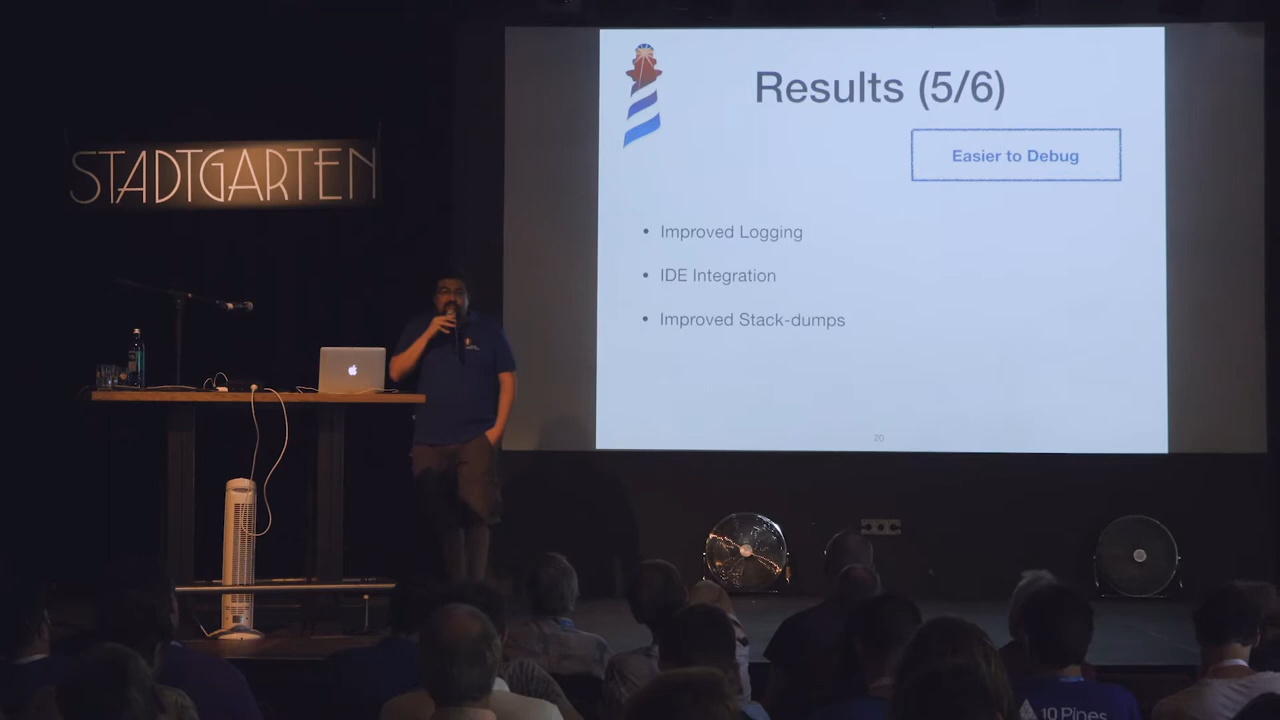 STADTGARTEN
Results (5/6)
Easier to Debug
• Improved Logging
• IDE Integration
• Improved Stack-dumps
20
10 Pines